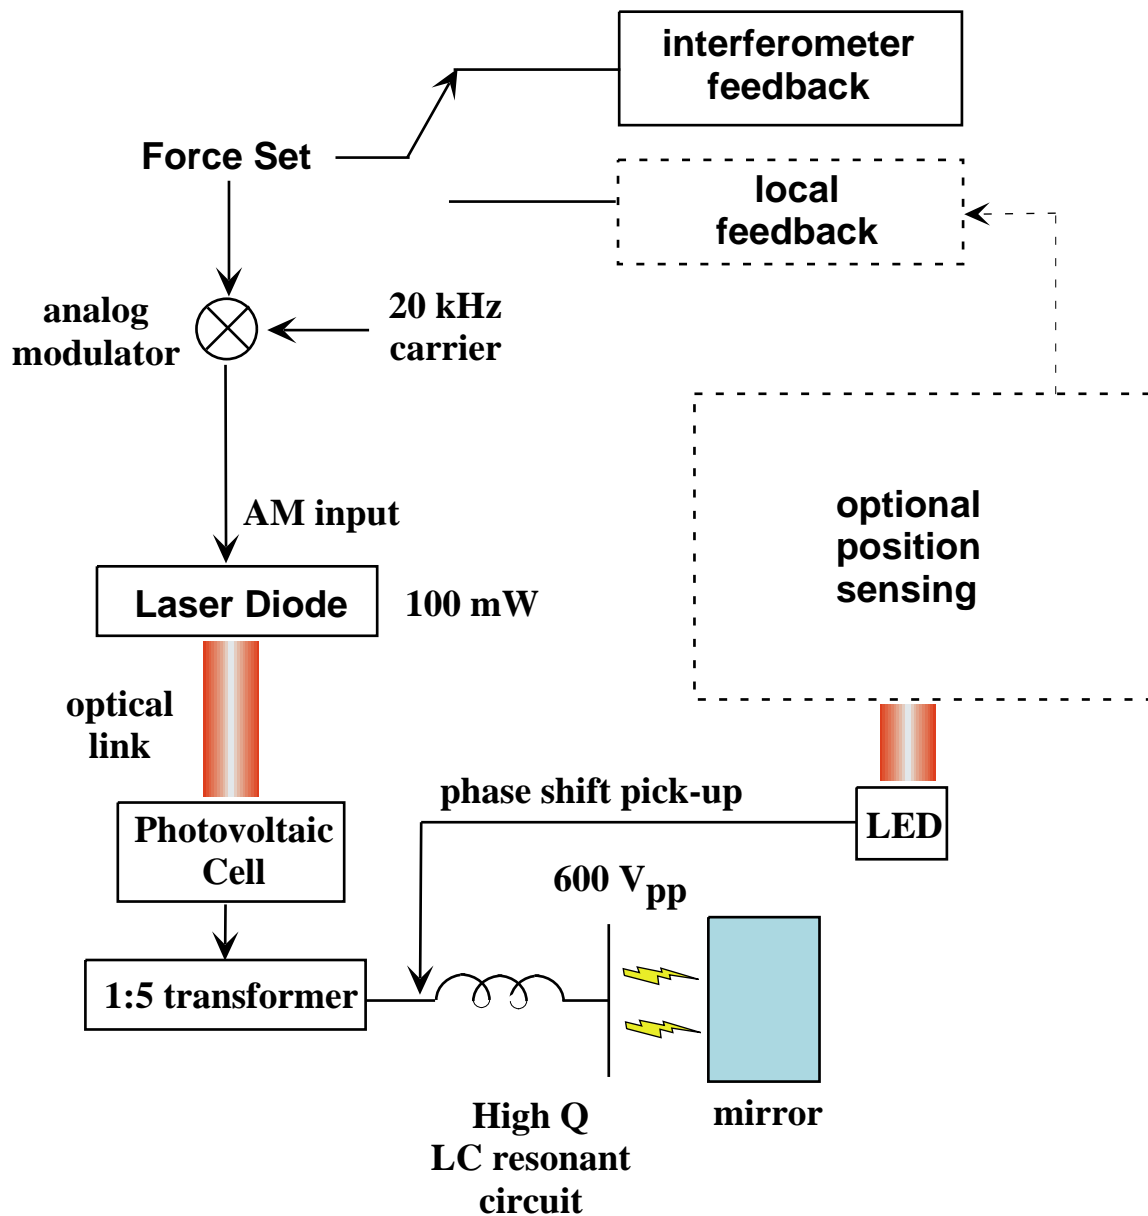 interferometer
feedback
Force Set
local
feedback
analog
modulator
20 kHz
carrier
AM input
optional
position
sensing
Laser Diode
100 mW
optical
link
phase shift pick-up
LED
Photovoltaic
Cell
600 Vpp
1:5 transformer
mirror
High Q
LC resonant
circuit